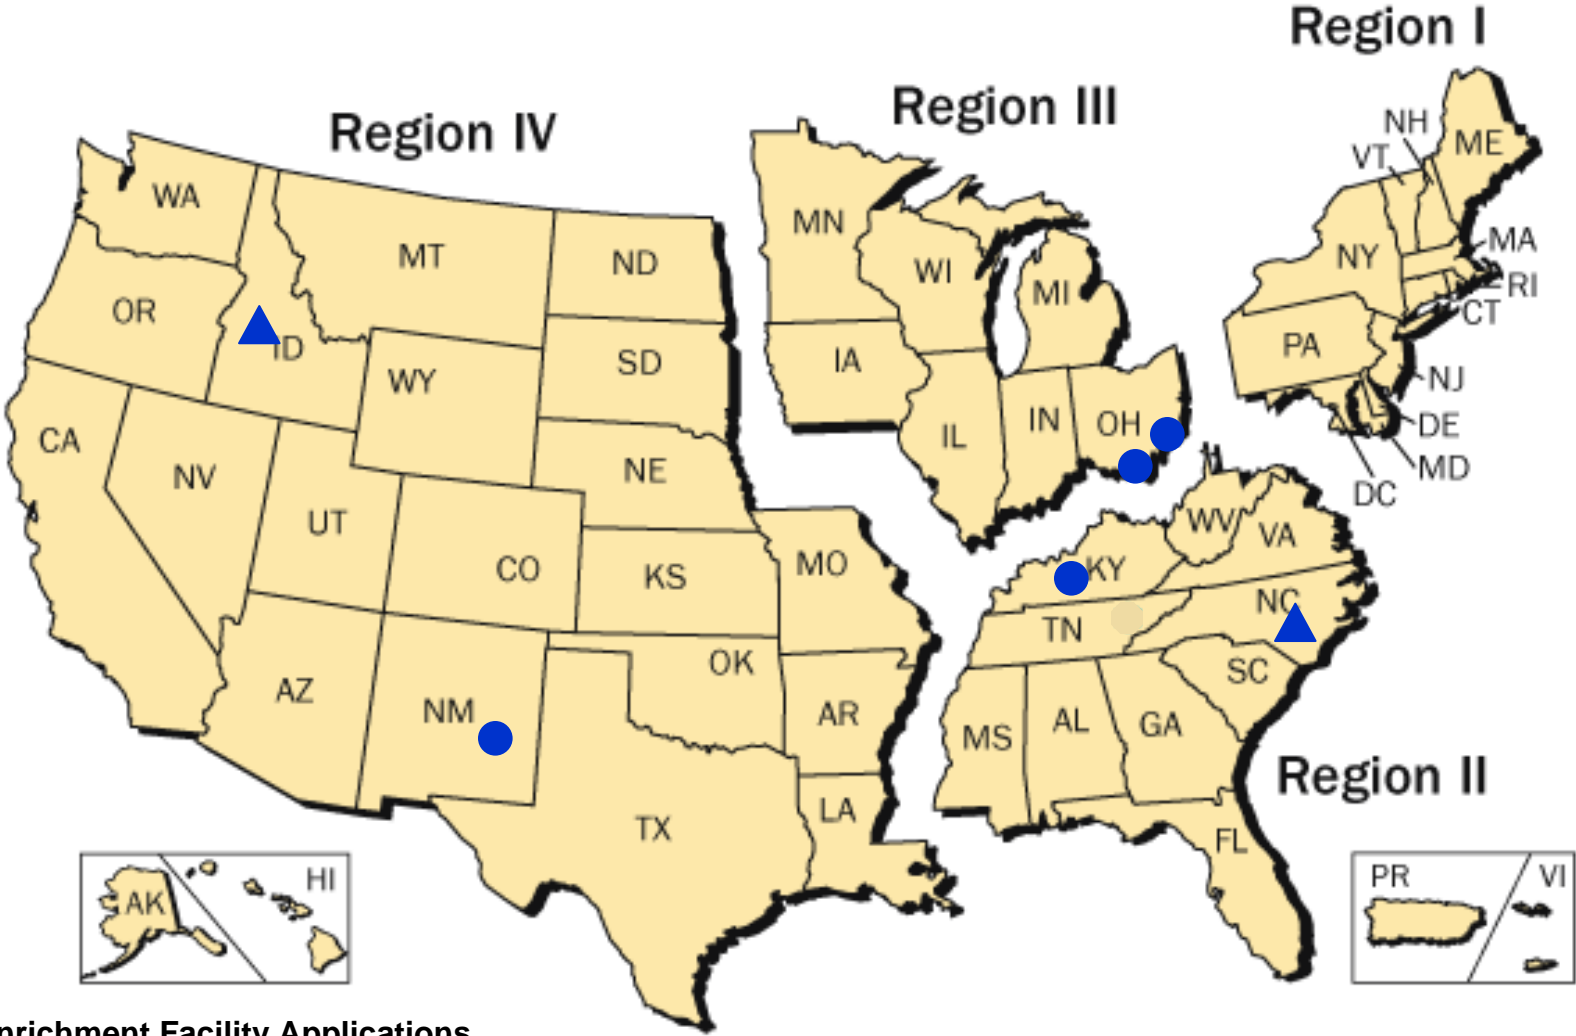 Region I
Region III
Region IV
NH
ME
VT
WA
MT
ND
MN
WI
MI
NY
MA
RI
CT
OR
ID
SD
WY
IA
PA
NJ
CA
NV
NE
IL
IN
OH
DE
MD
DC
UT
CO
KS
MO
KY
WV
VA
NC
TN
SC
AZ
NM
OK
AR
MS
AL
GA
Region II
TX
LA
FL
AK
HI
PR
VI
nrichment Facility Applications